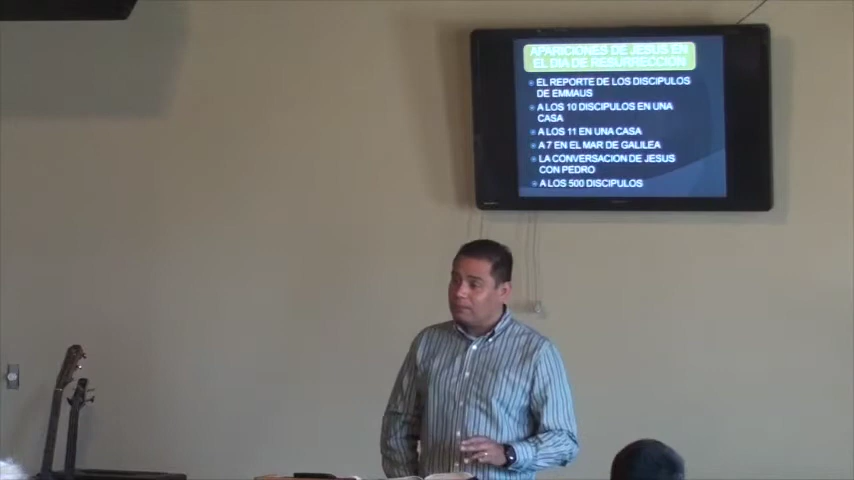 APARICIONES DE JESUS EN
EL DIA DE RESURRECCION
EL REPORTE DE LOS DISCIPULOS
DE EMMAUS
A LOS 10 DISCIPULOS EN UNA
CASA
A LOS 11 EN UNA CASA
A 7 EN EL MAR DE GALILEA
LA CONVERSACION DE JESUS
CON PEDRO
A LOS 500 DISCIPULOS